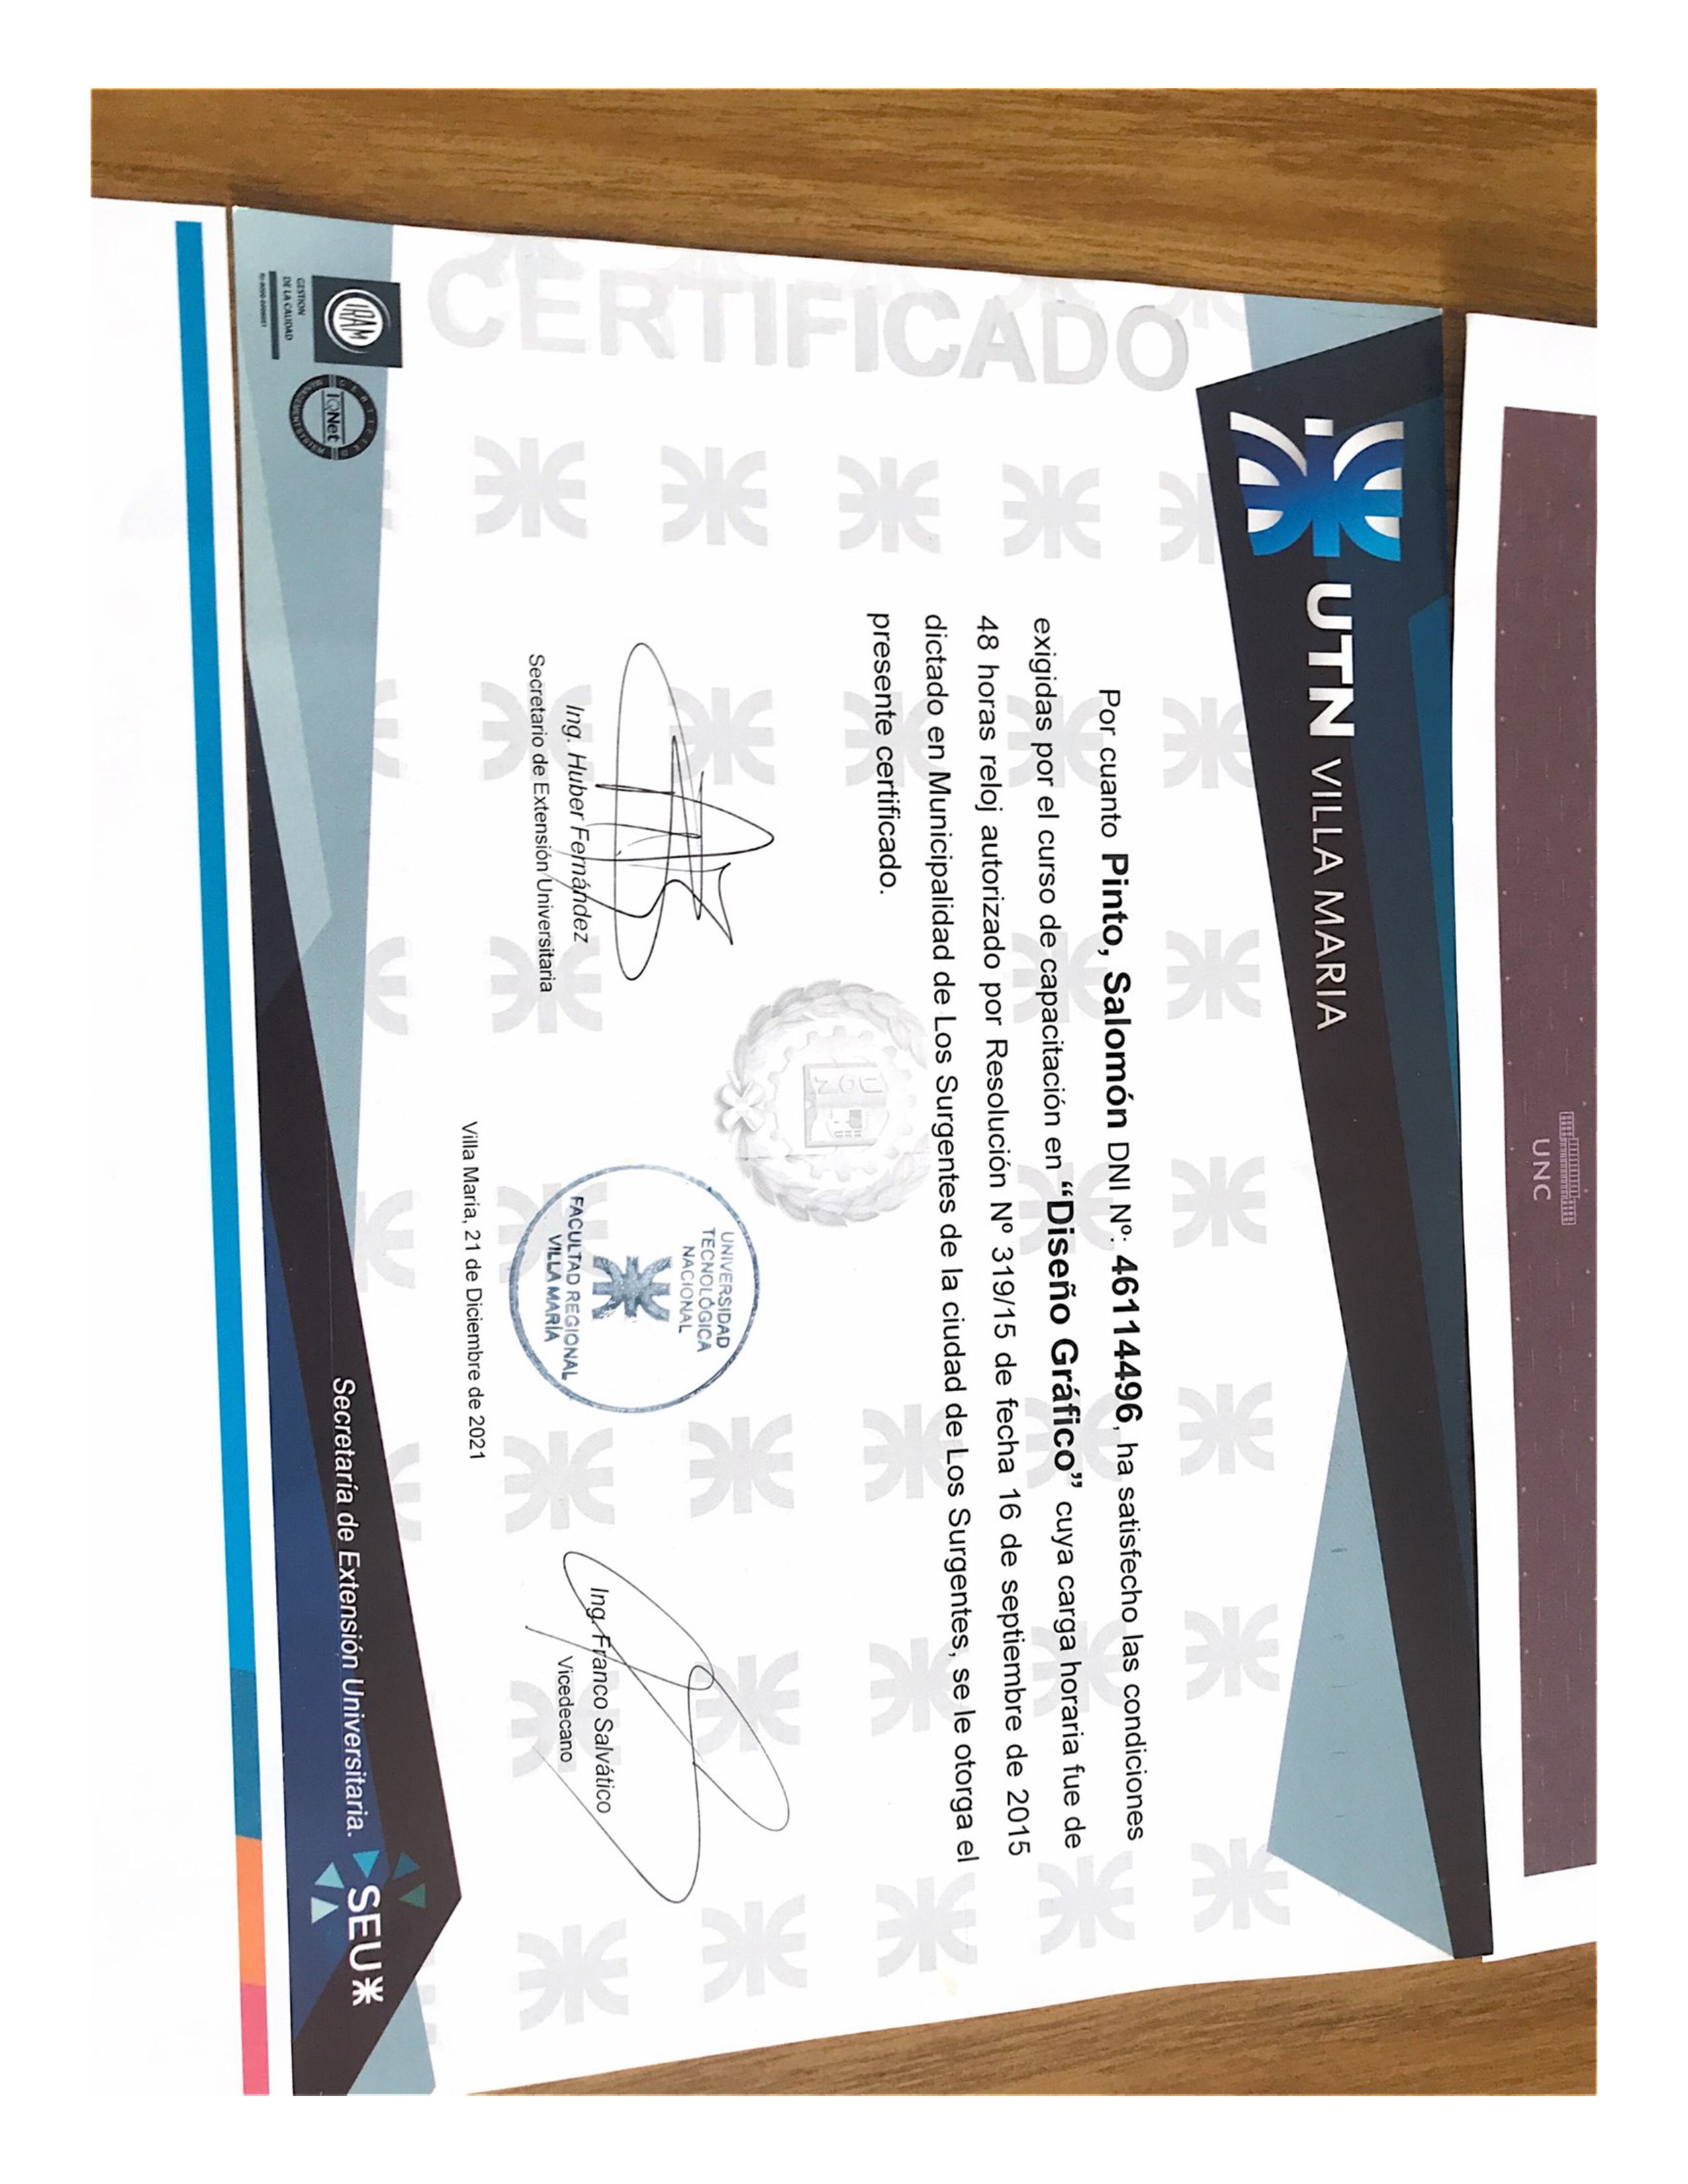 UNC
UTN VILLA MARIA
CERTIFICADO
Por cuanto Pinto, Salomón DNI Nº: 46114496, ha satisfecho las condiciones
exigidas por el curso de capacitación en “Diseño Gráfico” cuya carga horaria fue de
48 horas reloj autorizado por Resolución Nº 319/15 de fecha 16 de septiembre de 2015
dictado en Municipalidad de Los Surgentes de la ciudad de Los Surgentes, se le otorga el
presente certificado.
UNIVERSIDAD
TECNOLÓGICA
NACIONAL
FACULTAD REGIONAL
VILLA MARÍA
Ing. Huber Fernández
Secretario de Extensión Universitaria
Ing. Franco Salvático
Vicedecano
Villa María, 21 de Diciembre de 2021
IRAM
GESTION
DE LA CALIDAD
CERTIFIED
IQNet
MANAGEMENT SYSTEM
Secretaría de Extensión Universitaria.
SEU